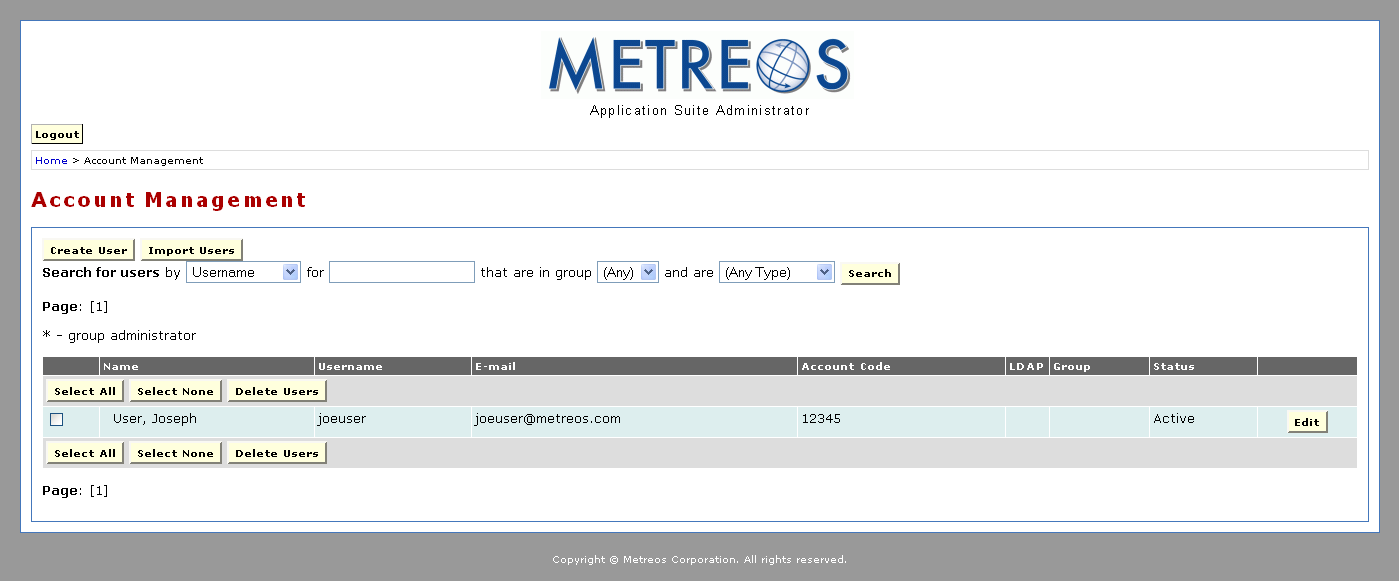 METREOS
Application Suite Administrator
Logout
Home > Account Management
Account Management
Create User Import Users
Search for users by Username for that are in group (Any) and are (Any Type) Search
Page: [1]
* - group administrator
Name Username E-mail Account Code LDAP Group Status
Select All Select None Delete Users
User, Joseph joeuser joeuser@metreos.com 12345 Active Edit
Select All Select None Delete Users
Page: [1]
Copyright © Metreos Corporation. All rights reserved.